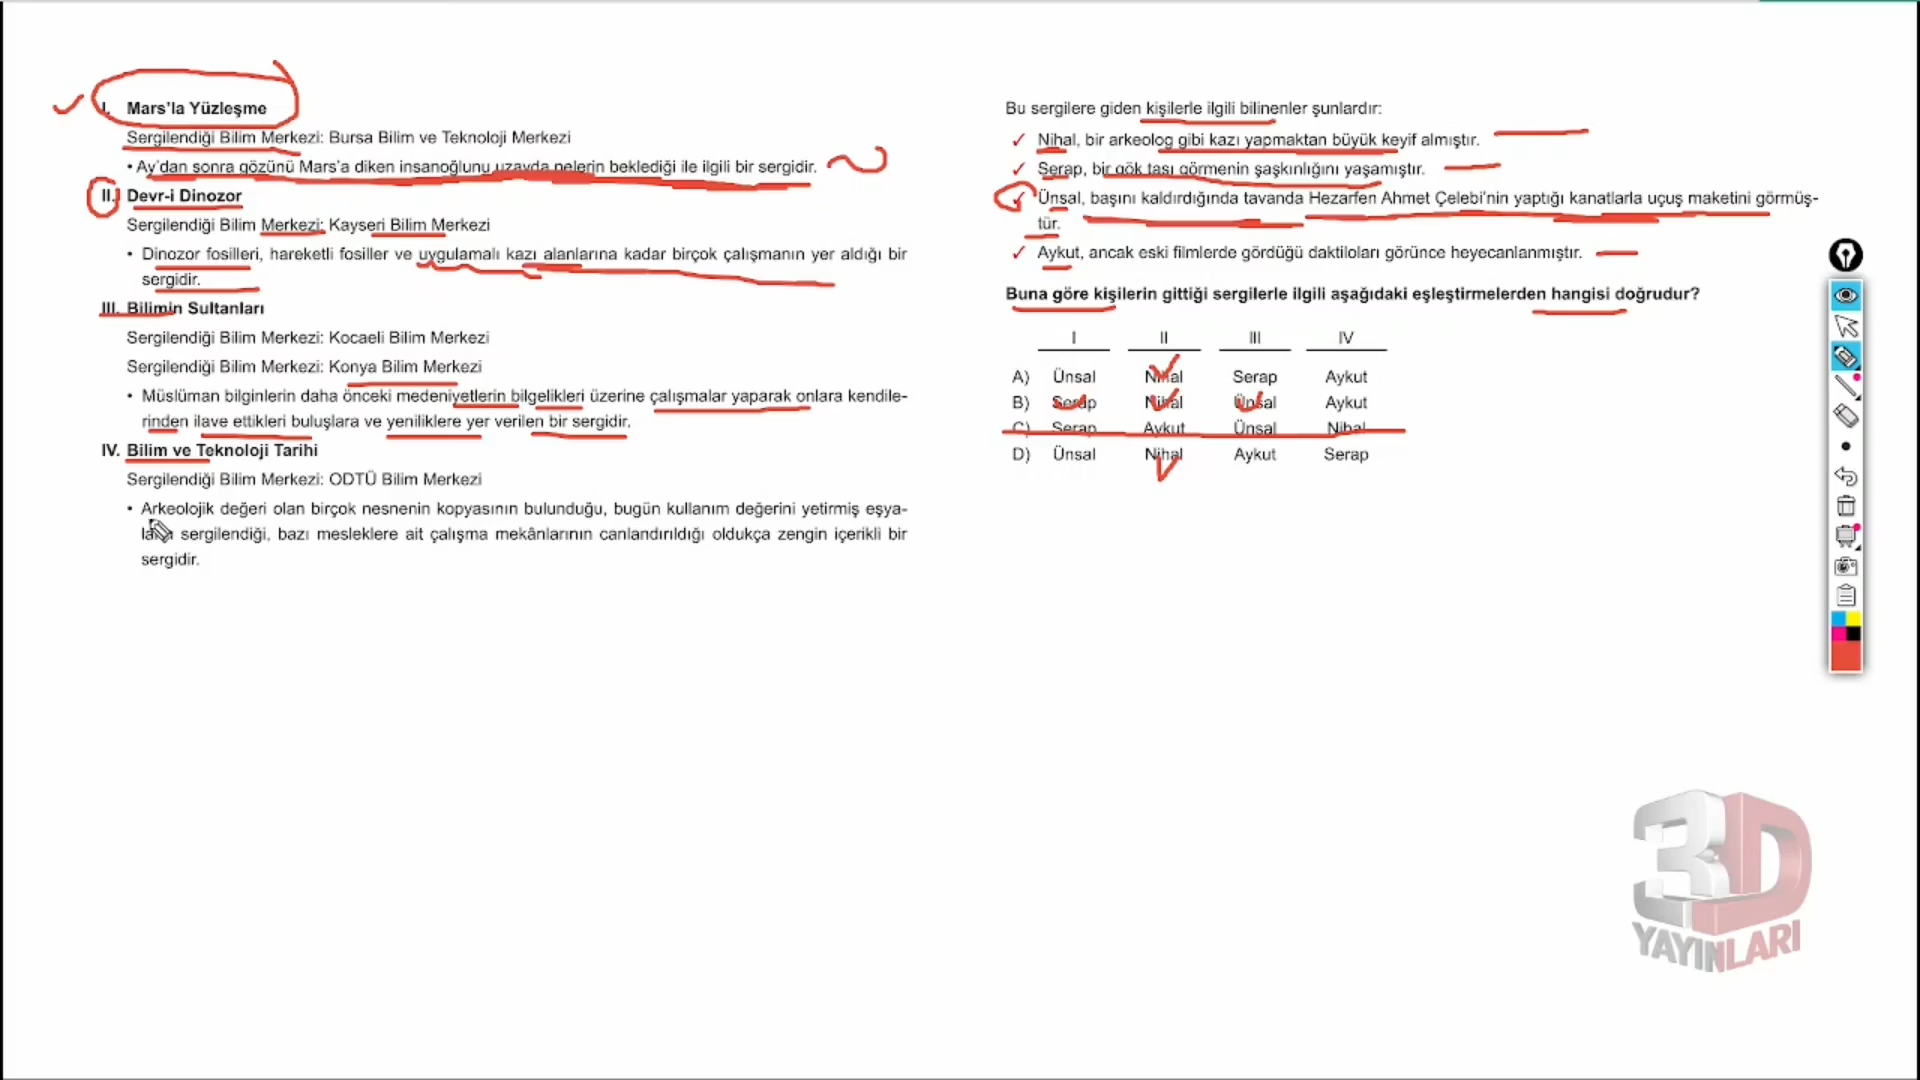 I. Mars'la Yüzleşme
Sergilendiği Bilim Merkezi: Bursa Bilim ve Teknoloji Merkezi
• Ay'dan sonra gözünü Mars'a diken insanoğlunu uzayda nelerin beklediği ile ilgili bir sergidir.
II. Devr-i Dinozor
Sergilendiği Bilim Merkezi: Kayseri Bilim Merkezi
• Dinozor fosilleri, hareketli fosiller ve uygulamalı kazı alanlarına kadar birçok çalışmanın yer aldığı bir
sergidir.
III. Bilimin Sultanları
Sergilendiği Bilim Merkezi: Kocaeli Bilim Merkezi
Sergilendiği Bilim Merkezi: Konya Bilim Merkezi
• Müslüman bilginlerin daha önceki medeniyetlerin bilgelikleri üzerine çalışmalar yaparak onlara kendile-
rinden ilave ettikleri buluşlara ve yeniliklere yer verilen bir sergidir.
IV. Bilim ve Teknoloji Tarihi
Sergilendiği Bilim Merkezi: ODTÜ Bilim Merkezi
• Arkeolojik değeri olan birçok nesnenin kopyasının bulunduğu, bugün kullanım değerini yetirmiş eşya-
sergilendiği, bazı mesleklere ait çalışma mekânlarının canlandırıldığı oldukça zengin içerikli bir
sergidir.
Bu sergilere giden kişilerle ilgili bilinenler şunlardır:
✓ Nihal, bir arkeolog gibi kazı yapmaktan büyük keyif almıştır.
✓ Serap, bir gök taşı görmenin şaşkınlığını yaşamıştır.
✓ Ünsal, başını kaldırdığında tavanda Hezarfen Ahmet Çelebi'nin yaptığı kanatlarla uçuş maketini görmüş-
tür.
✓ Aykut, ancak eski filmlerde gördüğü daktiloları görünce heyecanlanmıştır.
Buna göre kişilerin gittiği sergilerle ilgili aşağıdaki eşleştirmelerden hangisi doğrudur?
I II III IV
A) Ünsal Nihal Serap Aykut
B) Serap Nihal Ünsal Aykut
C) Serap Aykut Ünsal Nihal
D) Ünsal Nihal Aykut Serap
3D
YAYINLARI